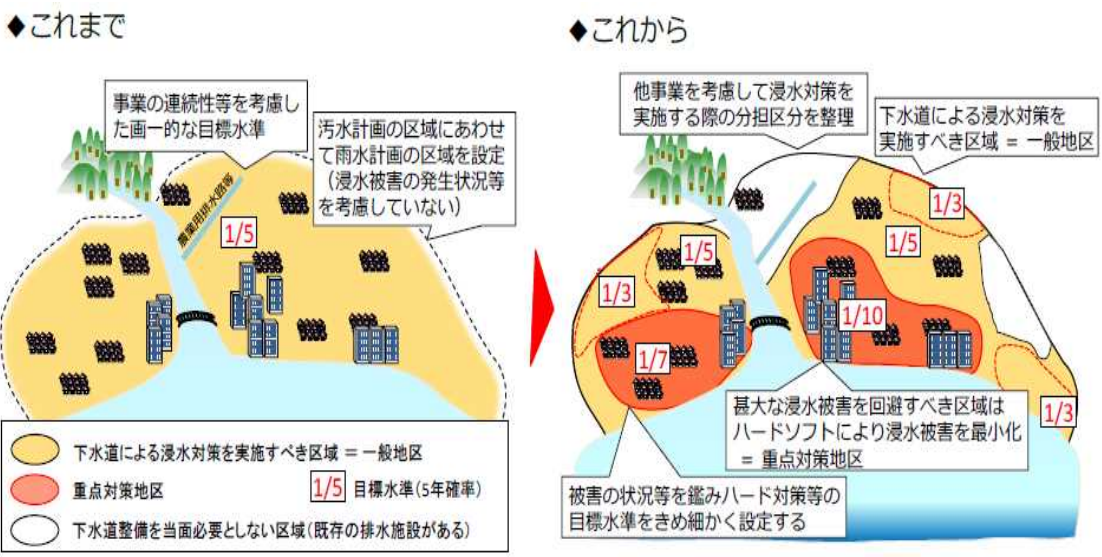 ◆これまで
事業の連続性等を考慮し
た画一的な目標水準
汚水計画の区域にあわせ
て雨水計画の区域を設定
（浸水被害の発生状況等
を考慮していない）
農業用排水路等
1/5
下水道による浸水対策を実施すべき区域 ＝ 一般地区
重点対策地区
1/5 目標水準（5年確率）
下水道整備を当面必要としない区域（既存の排水施設がある）
◆これから
他事業を考慮して浸水対策を
実施する際の分担区分を整理
下水道による浸水対策を
実施すべき区域 ＝ 一般地区
1/3
1/5
1/5
1/3
1/10
1/7
1/3
甚大な浸水被害を回避すべき区域は
ハードソフトにより浸水被害を最小化
＝ 重点対策地区
被害の状況等を鑑みハード対策等の
目標水準をきめ細かく設定する